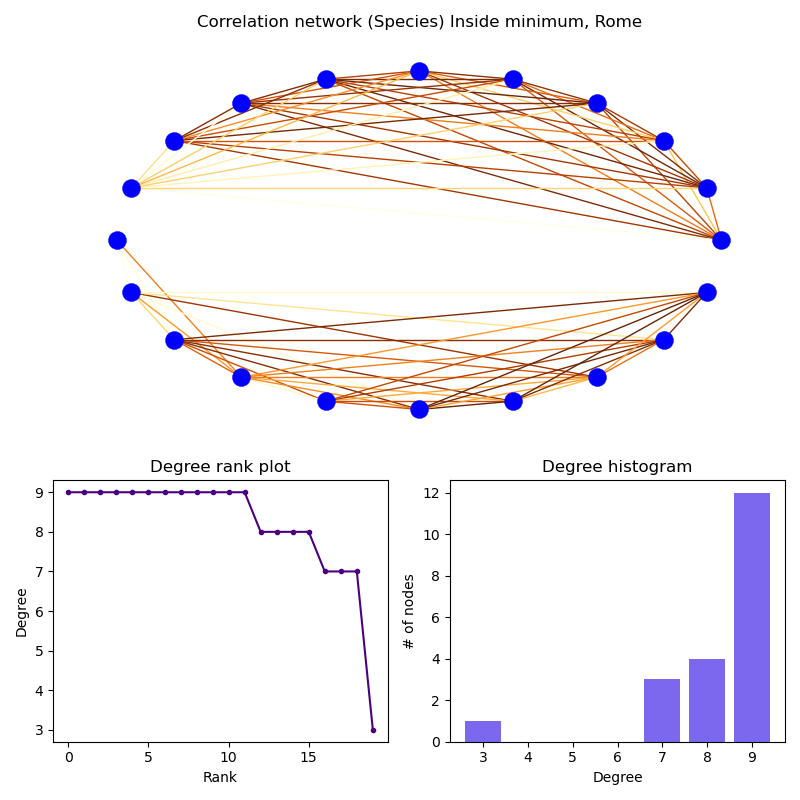 Correlation network (Species) Inside minimum, Rome
Degree rank plot
Degree
9
8
7
6
5
4
3
0 5 10 15
Rank
Degree histogram
# of nodes
12
10
8
6
4
2
0
3 4 5 6 7 8 9
Degree